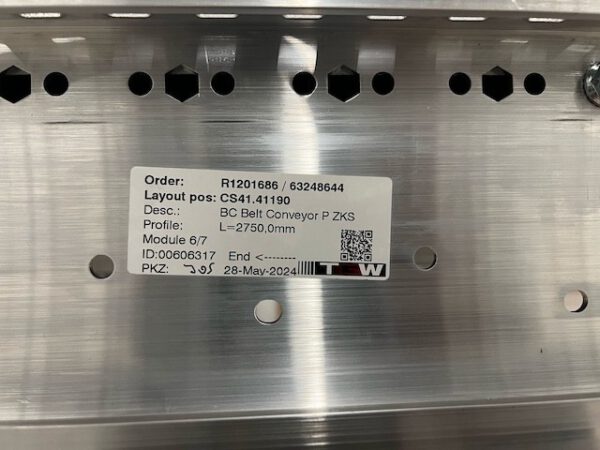 Order: R1201686 / 63248644
Layout pos: CS41.41190
Desc.: BC Belt Conveyor P ZKS
Profile: L=2750,0mm
Module 6/7
ID:00606317 End <--------
PKZ: 28-May-2024